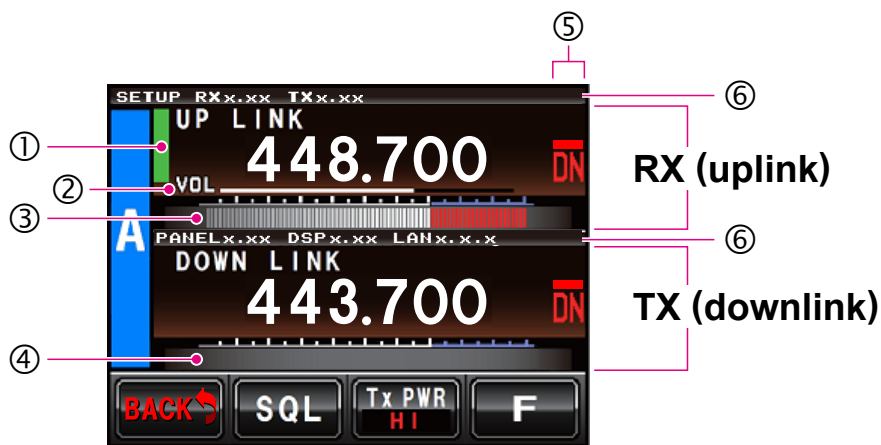 ⑤
SETUP RXx.xx TXx.xx
⑥
UP LINK
①
448.700
DN
RX (uplink)
②
VOL
③
A
PANELx.xx DSPx.xx LANx.x.x
⑥
DOWN LINK
443.700
DN
TX (downlink)
④
BACK
SQL
Tx PWR
HI
F